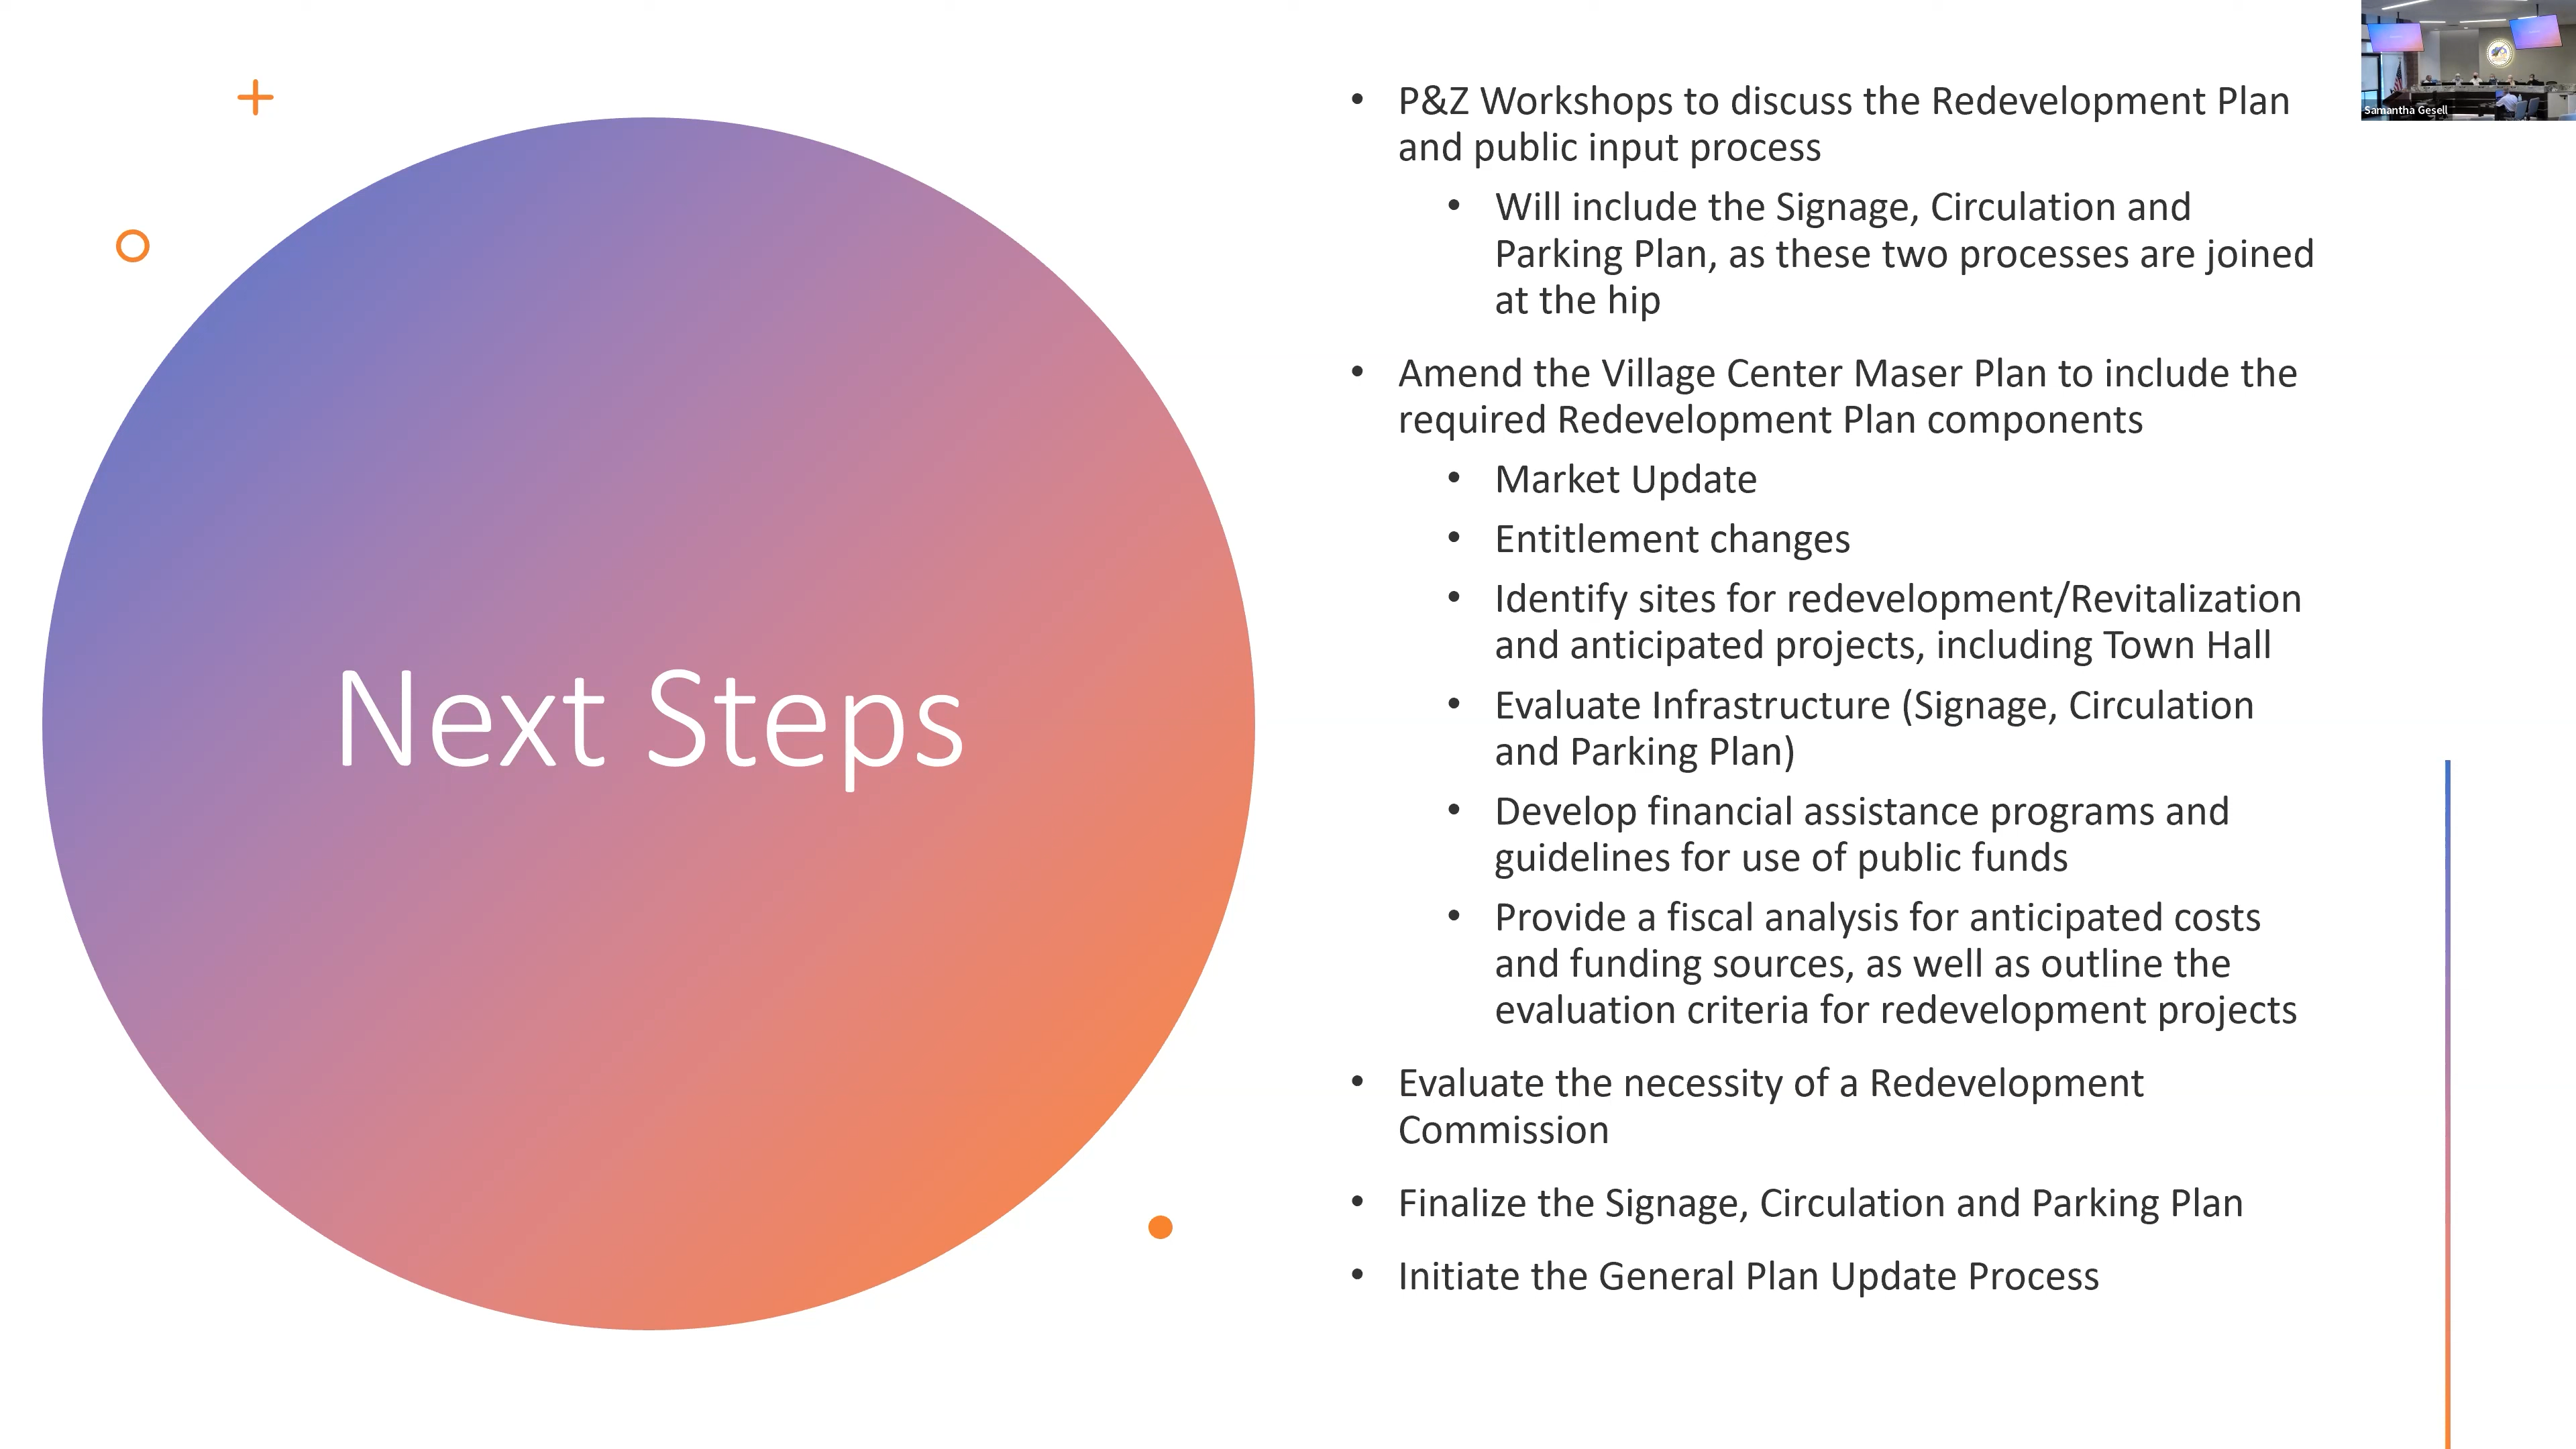 Next Steps
• P&Z Workshops to discuss the Redevelopment Plan
and public input process
• Will include the Signage, Circulation and
Parking Plan, as these two processes are joined
at the hip
• Amend the Village Center Maser Plan to include the
required Redevelopment Plan components
• Market Update
• Entitlement changes
• Identify sites for redevelopment/Revitalization
and anticipated projects, including Town Hall
• Evaluate Infrastructure (Signage, Circulation
and Parking Plan)
• Develop financial assistance programs and
guidelines for use of public funds
• Provide a fiscal analysis for anticipated costs
and funding sources, as well as outline the
evaluation criteria for redevelopment projects
• Evaluate the necessity of a Redevelopment
Commission
• Finalize the Signage, Circulation and Parking Plan
• Initiate the General Plan Update Process
Samantha Gesell